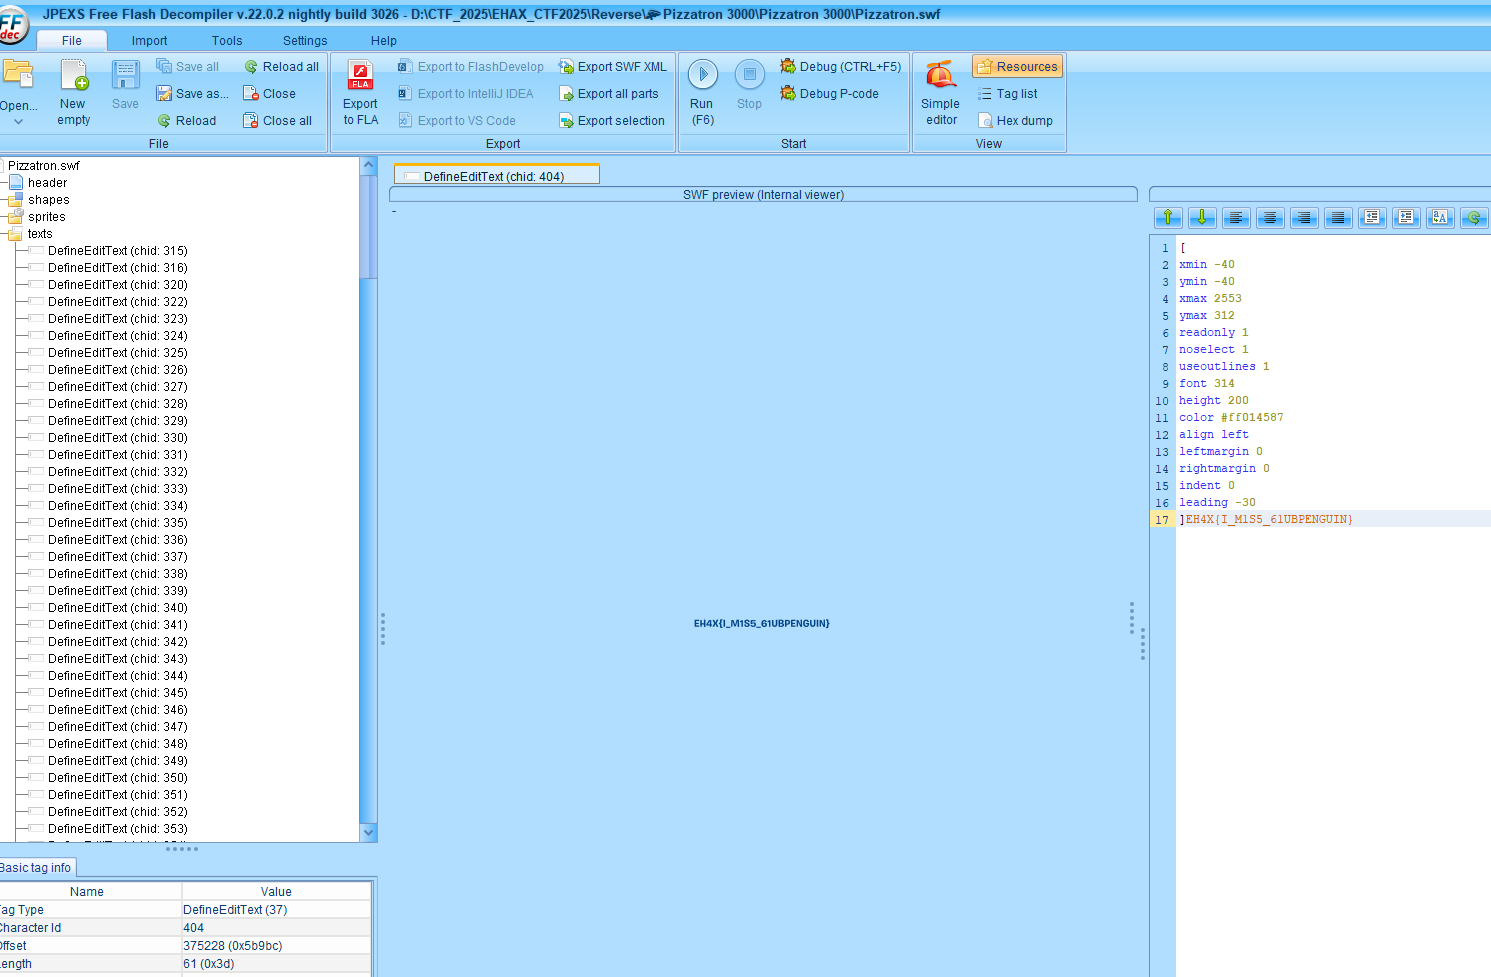 JPEXS Free Flash Decompiler v.22.0.2 nightly build 3026 - D:\CTF_2025\EHAX_CTF2025\Reverse\Pizzatron 3000\Pizzatron 3000\Pizzatron.swf
FF
dec
File Import Tools Settings Help
Open... New empty Save Save all Save as... Reload Reload all Close Close all
File
FLA
Export to FLA Export to FlashDevelop Export to IntelliJ IDEA Export to VS Code Export SWF XML Export all parts Export selection
Export
Run (F6) Stop Debug (CTRL+F5) Debug P-code
Start
Simple editor Resources Tag list Hex dump
View
Pizzatron.swf
header
shapes
sprites
texts
DefineEditText (chid: 315)
DefineEditText (chid: 316)
DefineEditText (chid: 320)
DefineEditText (chid: 322)
DefineEditText (chid: 323)
DefineEditText (chid: 324)
DefineEditText (chid: 325)
DefineEditText (chid: 326)
DefineEditText (chid: 327)
DefineEditText (chid: 328)
DefineEditText (chid: 329)
DefineEditText (chid: 330)
DefineEditText (chid: 331)
DefineEditText (chid: 332)
DefineEditText (chid: 333)
DefineEditText (chid: 334)
DefineEditText (chid: 335)
DefineEditText (chid: 336)
DefineEditText (chid: 337)
DefineEditText (chid: 338)
DefineEditText (chid: 339)
DefineEditText (chid: 340)
DefineEditText (chid: 341)
DefineEditText (chid: 342)
DefineEditText (chid: 343)
DefineEditText (chid: 344)
DefineEditText (chid: 345)
DefineEditText (chid: 346)
DefineEditText (chid: 347)
DefineEditText (chid: 348)
DefineEditText (chid: 349)
DefineEditText (chid: 350)
DefineEditText (chid: 351)
DefineEditText (chid: 352)
DefineEditText (chid: 353)
Basic tag info
Name Value
Tag Type DefineEditText (37)
Character Id 404
Offset 375228 (0x5b9bc)
Length 61 (0x3d)
DefineEditText (chid: 404)
SWF preview (Internal viewer)
-
EH4X{I_M1S5_61UBPENGUIN}
1 [
2 xmin -40
3 ymin -40
4 xmax 2553
5 ymax 312
6 readonly 1
7 noselect 1
8 useoutlines 1
9 font 314
10 height 200
11 color #ff014587
12 align left
13 leftmargin 0
14 rightmargin 0
15 indent 0
16 leading -30
17 ]EH4X{I_M1S5_61UBPENGUIN}